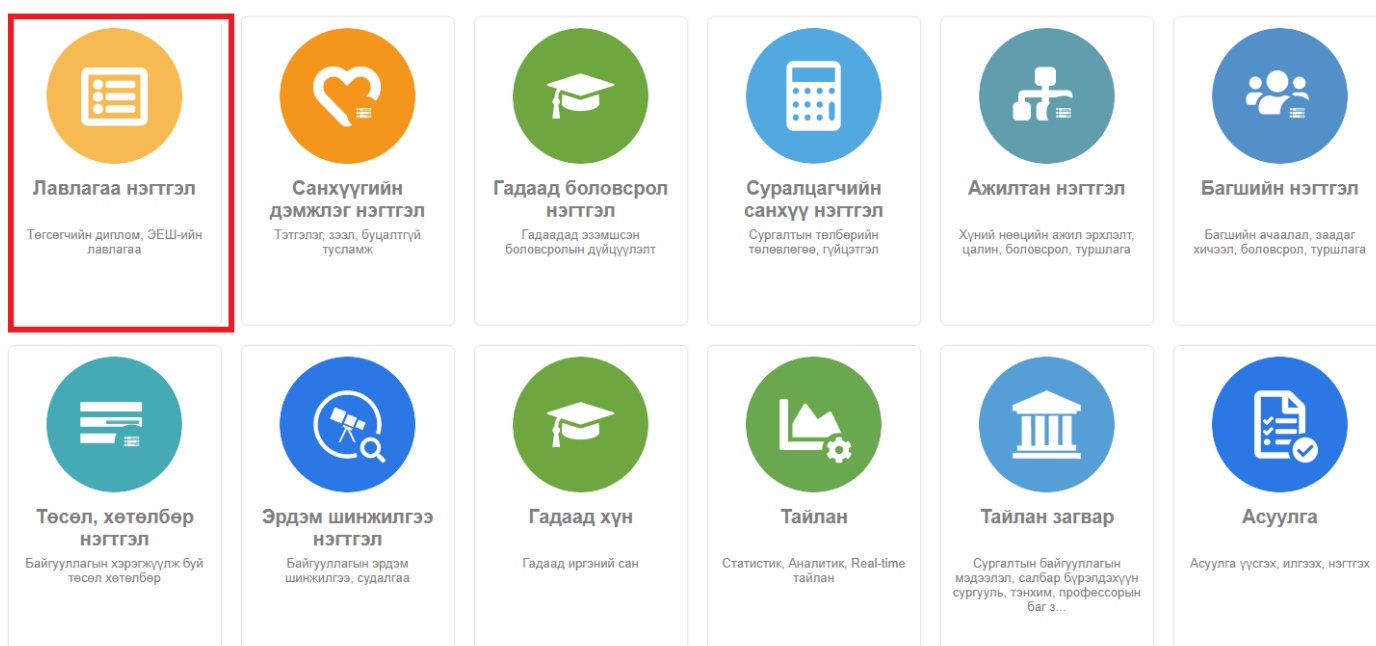 Лавлагаа нэгтгэл
Төгсөгчийн диплом, ЭЕШ-ийн
лавлагаа
Санхүүгийн
дэмжлэг нэгтгэл
Тэтгэлэг, зээл, буцалтгүй
тусламж
Гадаад боловсрол
нэгтгэл
Гадаадад эзэмшсэн
боловсролын дүйцүүлэлт
Суралцагчийн
санхүү нэгтгэл
Сургалтын төлбөрийн
төлөвлөгөө, гүйцэтгэл
Ажилтан нэгтгэл
Хүний нөөцийн ажил эрхлэлт,
цалин, боловсрол, туршлага
Багшийн нэгтгэл
Багшийн ачаалал, заадаг
хичээл, боловсрол, туршлага
Төсөл, хөтөлбөр
нэгтгэл
Байгууллагын хэрэгжүүлж буй
төсөл хөтөлбөр
Эрдэм шинжилгээ
нэгтгэл
Байгууллагын эрдэм
шинжилгээ, судалгаа
Гадаад хүн
Гадаад иргэний сан
Тайлан
Статистик, Аналитик, Real-time
тайлан
Тайлан загвар
Сургалтын байгууллагын
мэдээлэл, салбар бүрэлдэхүүн
сургууль, тэнхим, профессорын
баг з...
Асуулга
Асуулга үүсгэх, илгээх, нэгтгэх